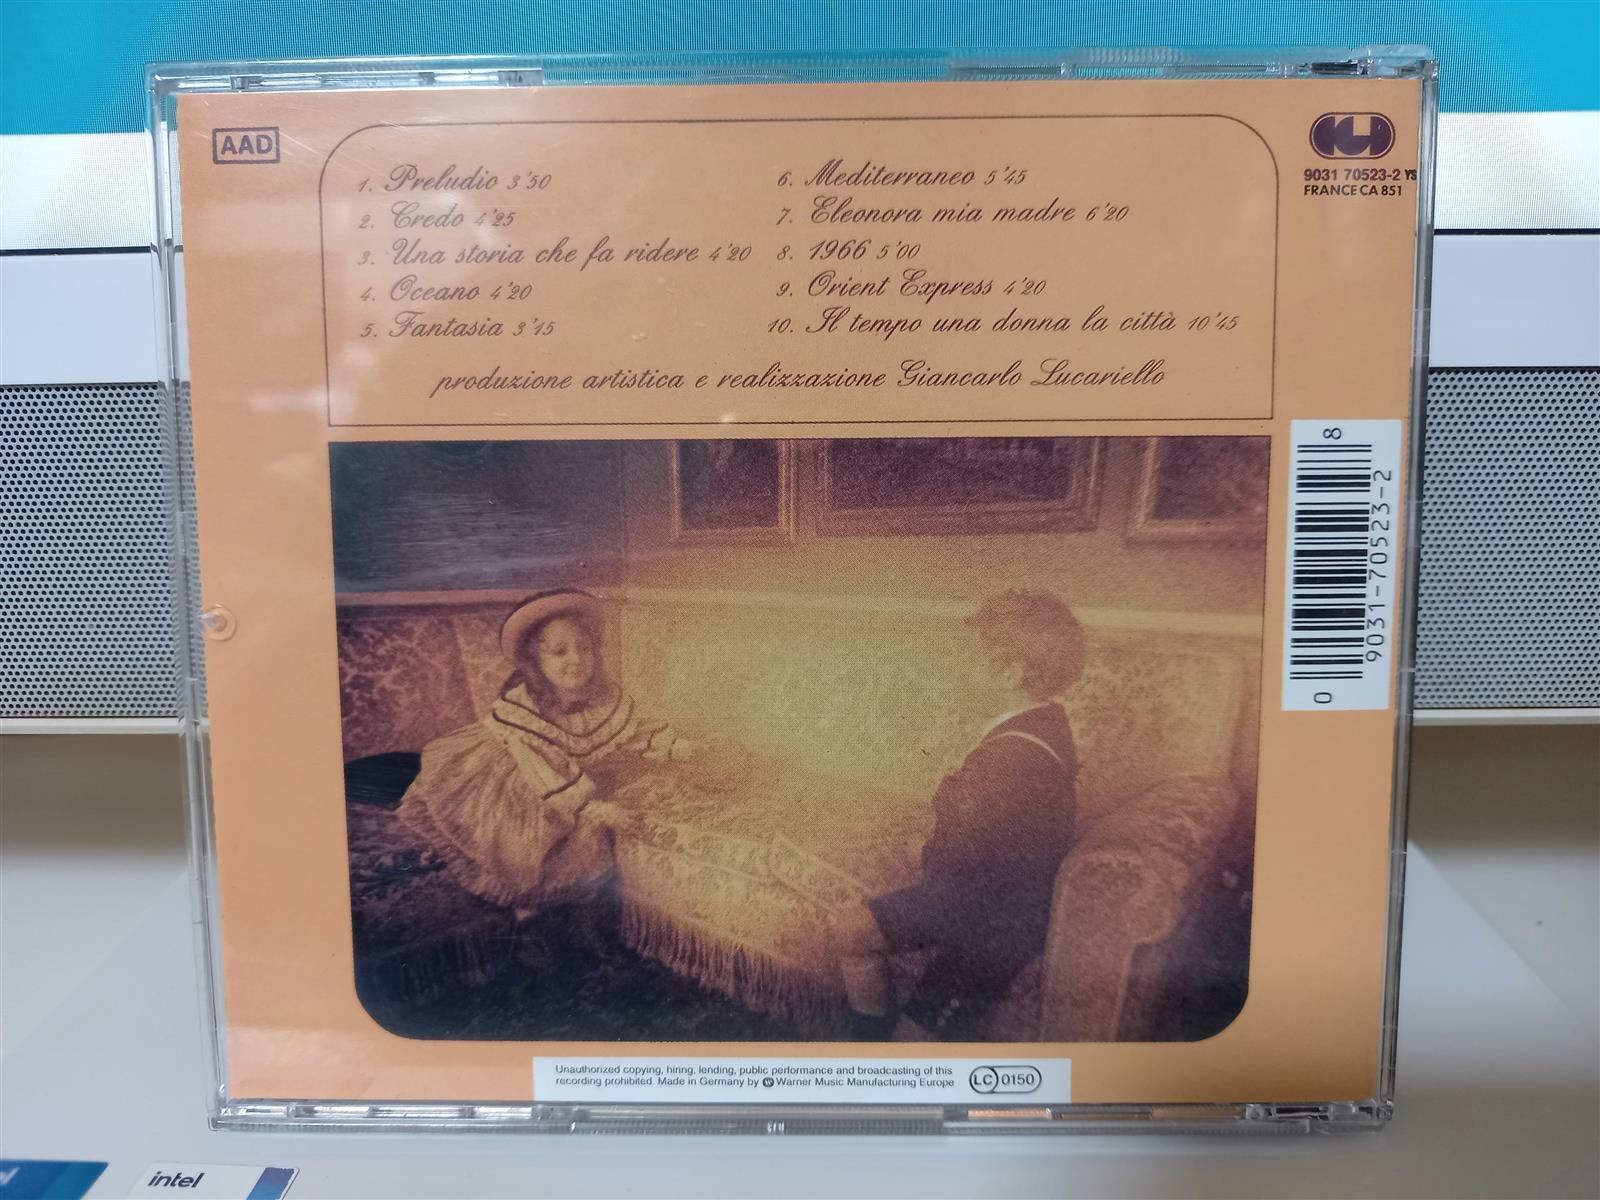 AAD
1. Preludio 3'50
2. Credo 4'25
3. Una storia che fa ridere 4'20
4. Oceano 4'20
5. Fantasia 3'15
6. Mediterraneo 5'45
7. Eleonora mia madre 6'20
8. 1966 5'00
9. Orient Express 4'20
10. Il tempo una donna la città 10'45
produzione artistica e realizzazione Giancarlo Lucariello
CGD
9031 70523-2 YS
FRANCE CA 851
0 9031-70523-2 8
Unauthorized copying, hiring, lending, public performance and broadcasting of this
recording prohibited. Made in Germany by W Warner Music Manufacturing Europe
LC 0150
intel